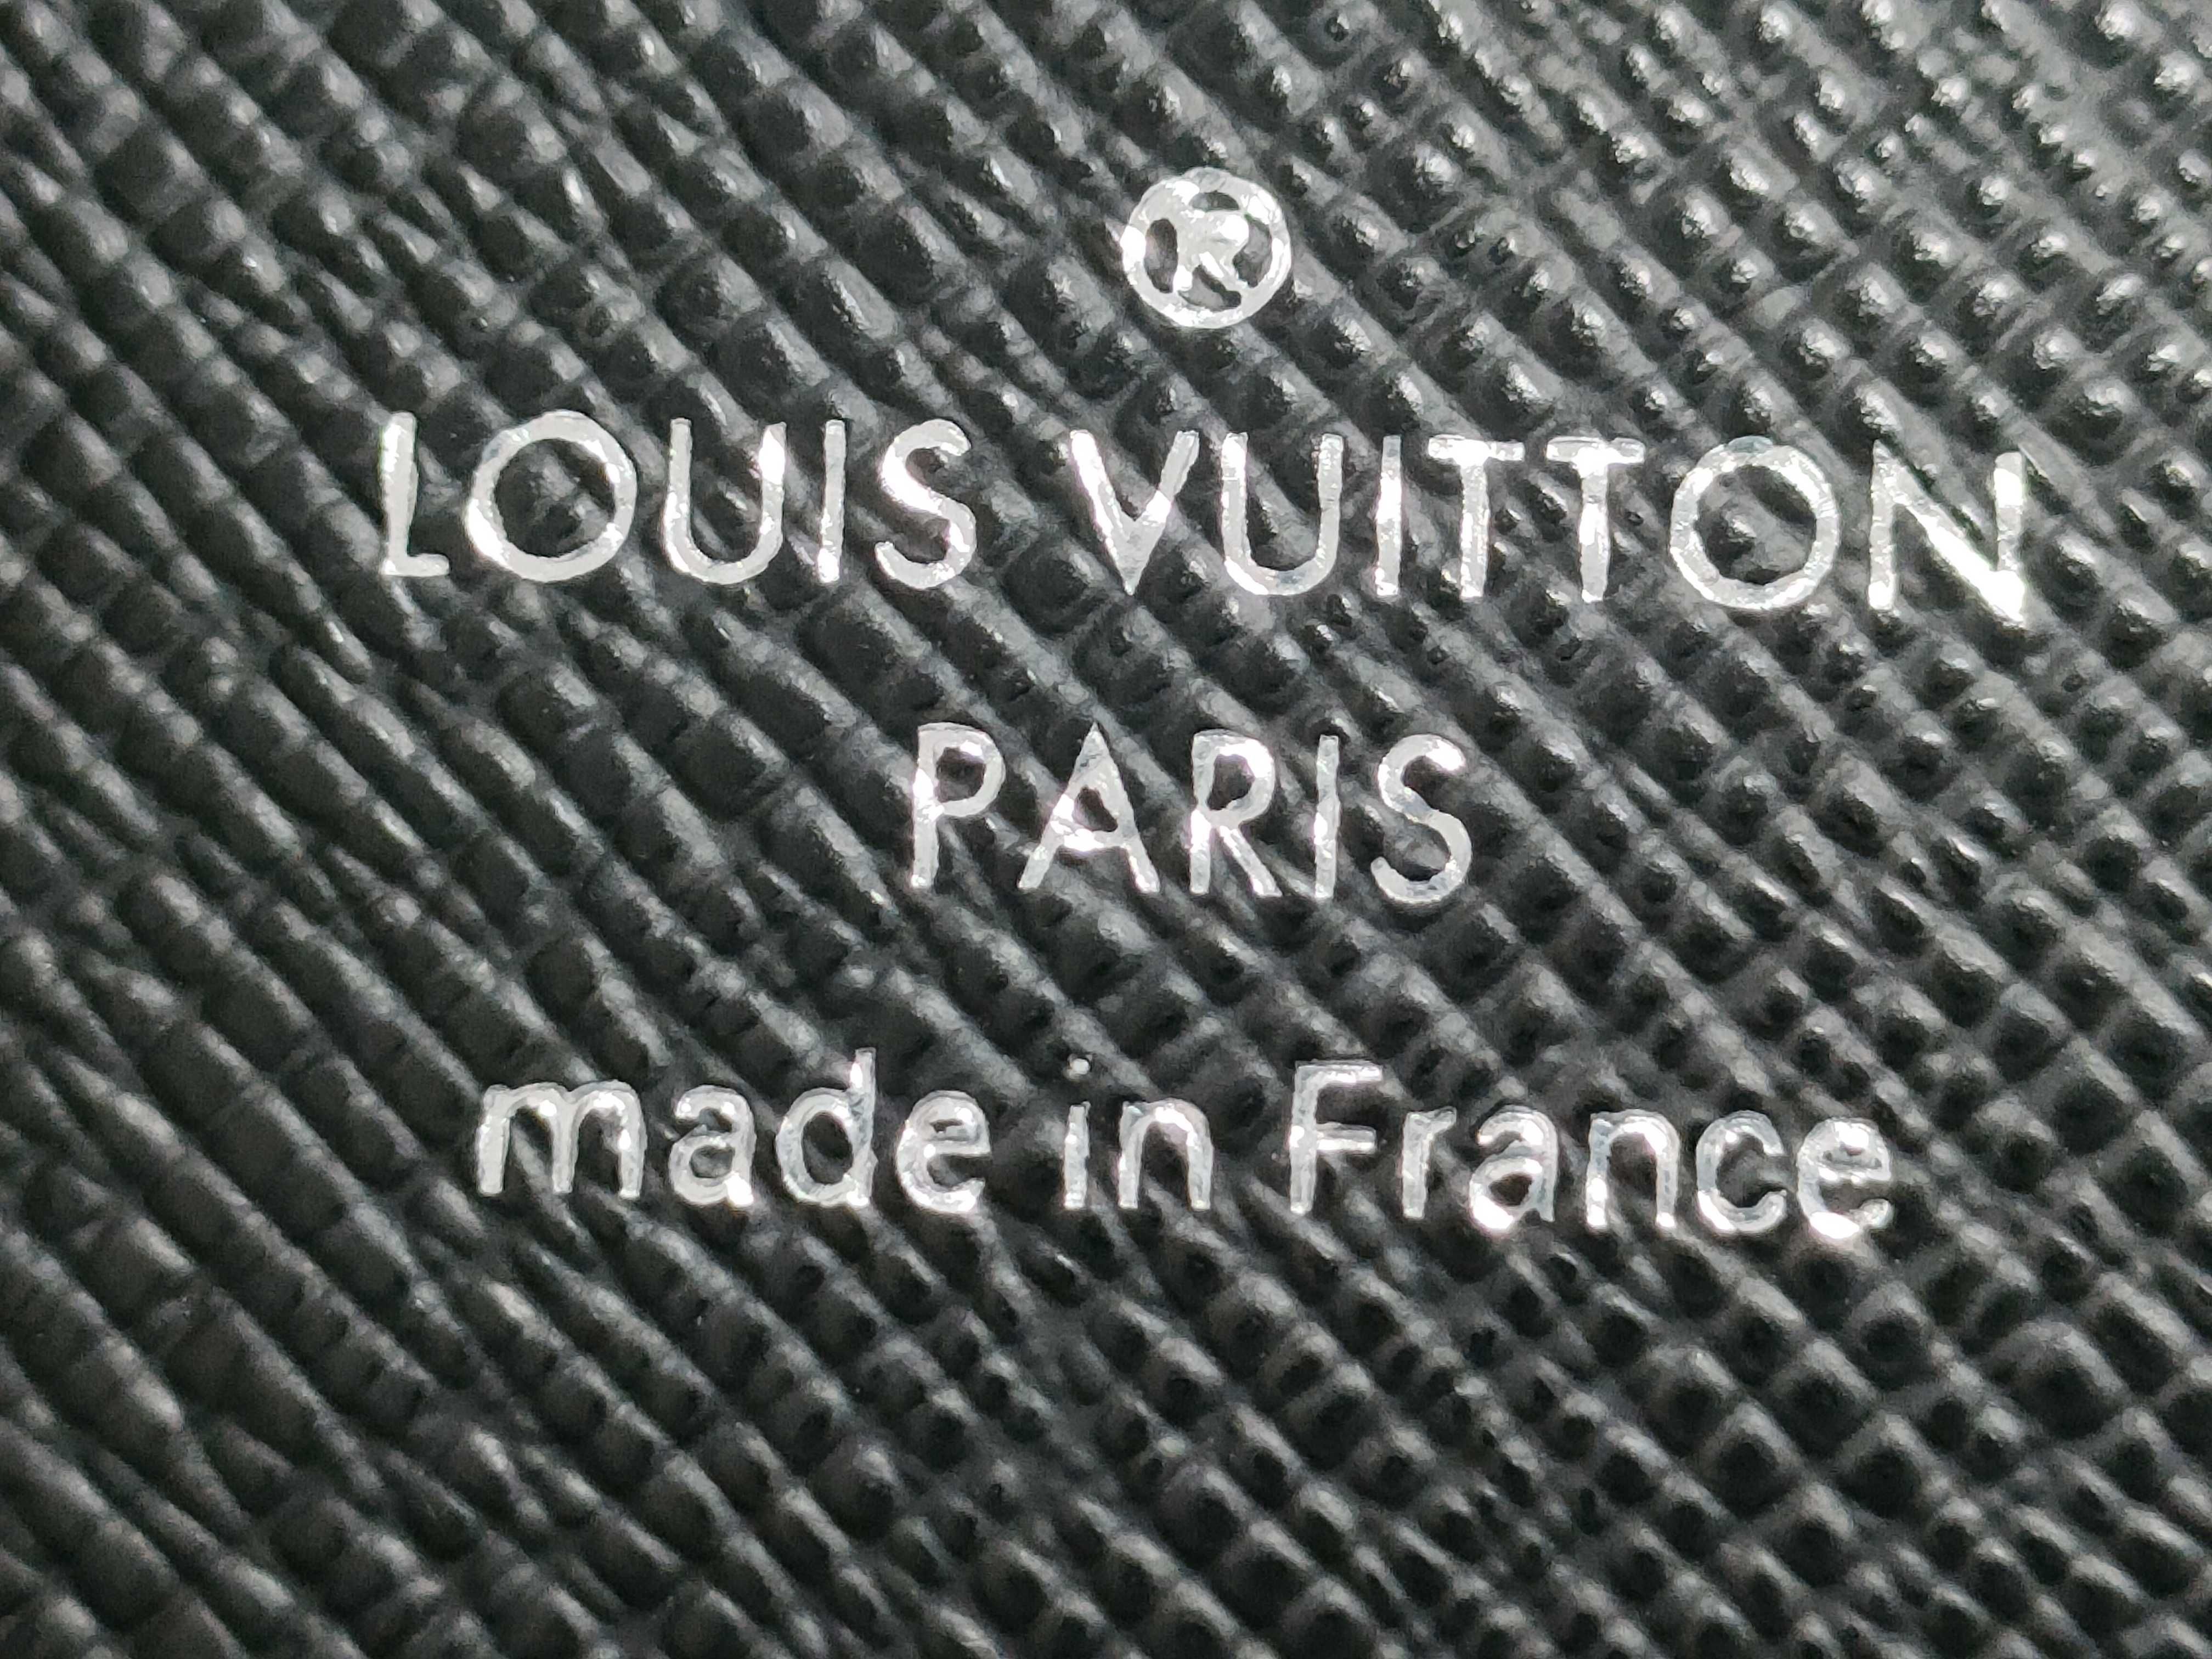 ®
LOUIS VUITTON
PARIS
made in France